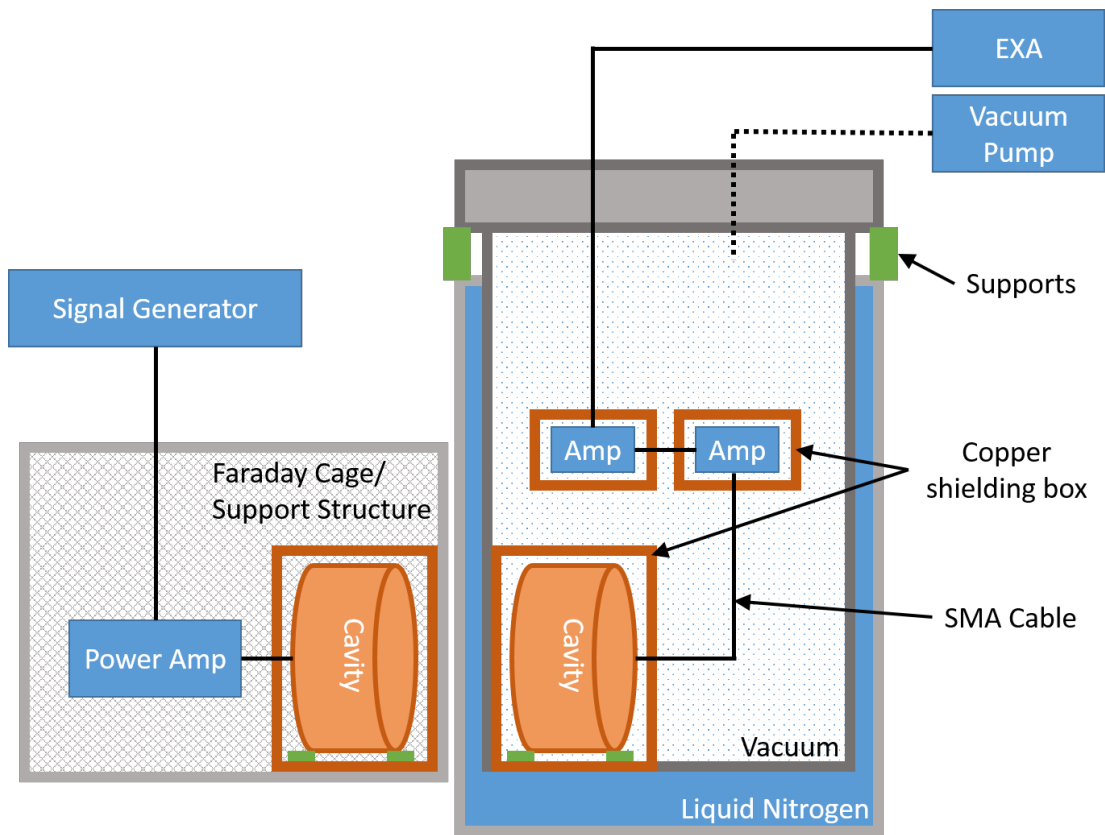 EXA
Vacuum
Pump
Supports
Signal Generator
Amp
Amp
Copper
shielding box
Faraday Cage/
Support Structure
Cavity
Cavity
SMA Cable
Power Amp
Vacuum
Liquid Nitrogen